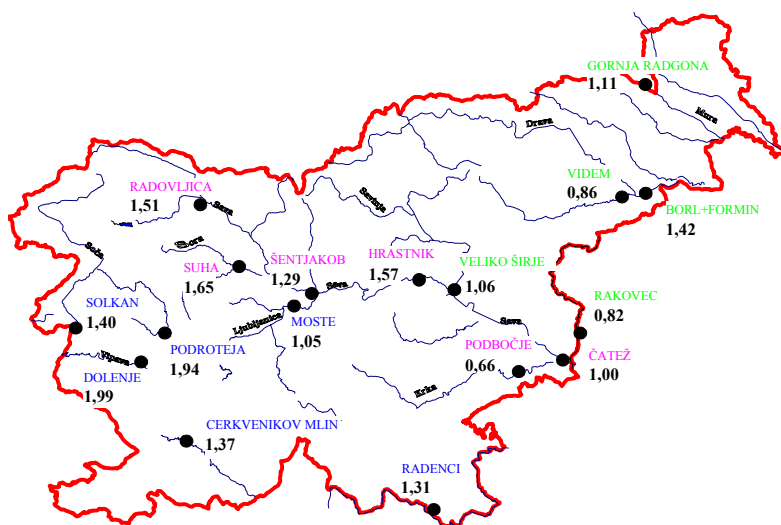 GORNJA RADGONA
1,11
Mura
Drava
VIDEM
0,86
BORL+FORMIN
1,42
RADOVLJICA
1,51
Sava
Savinja
Sora
Soča
SUHA
1,65
ŠENTJAKOB
1,29
HRASTNIK
1,57
VELIKO ŠIRJE
1,06
Sava
RAKOVEC
0,82
SOLKAN
1,40
Ljubljanica
MOSTE
1,05
Sava
PODROTEJA
1,94
Vipava
DOLENJE
1,99
PODBOČJE
0,66
ČATEŽ
1,00
Krka
CERKVENIKOV MLIN
1,37
RADENCI
1,31